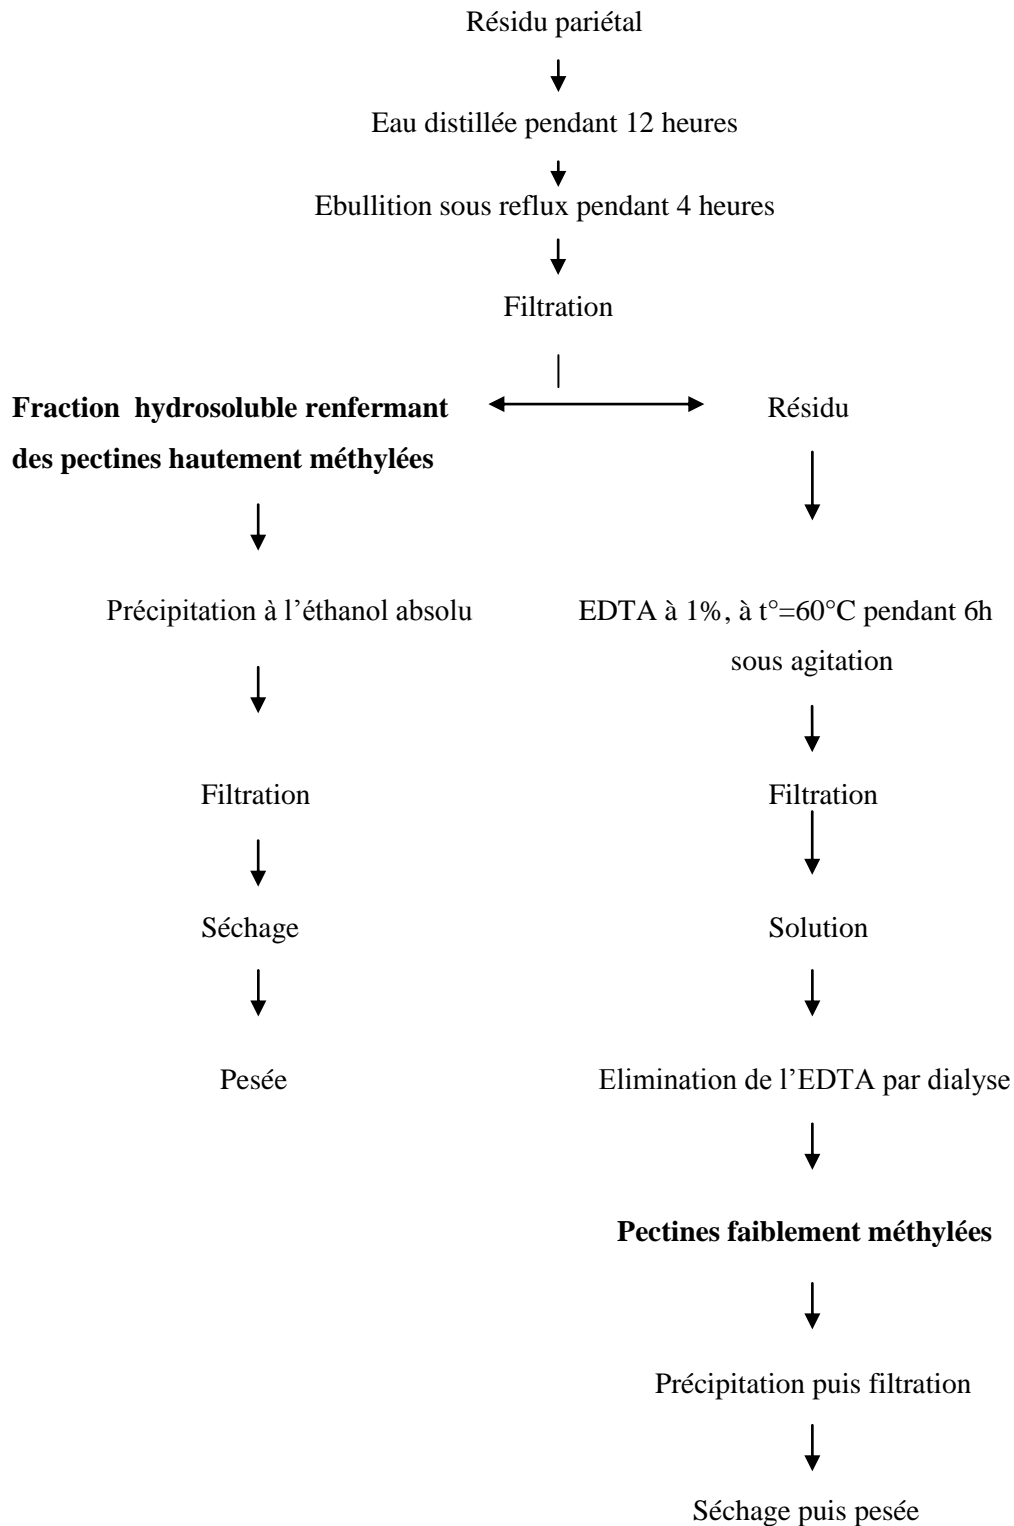 Résidu pariétal
Eau distillée pendant 12 heures
Ebullition sous reflux pendant 4 heures
Filtration
Fraction hydrosoluble renfermant
des pectines hautement méthylées
Résidu
Précipitation à l'éthanol absolu
EDTA à 1%, à t°=60°C pendant 6h
sous agitation
Filtration
Filtration
Séchage
Solution
Pesée
Elimination de l'EDTA par dialyse
Pectines faiblement méthylées
Précipitation puis filtration
Séchage puis pesée